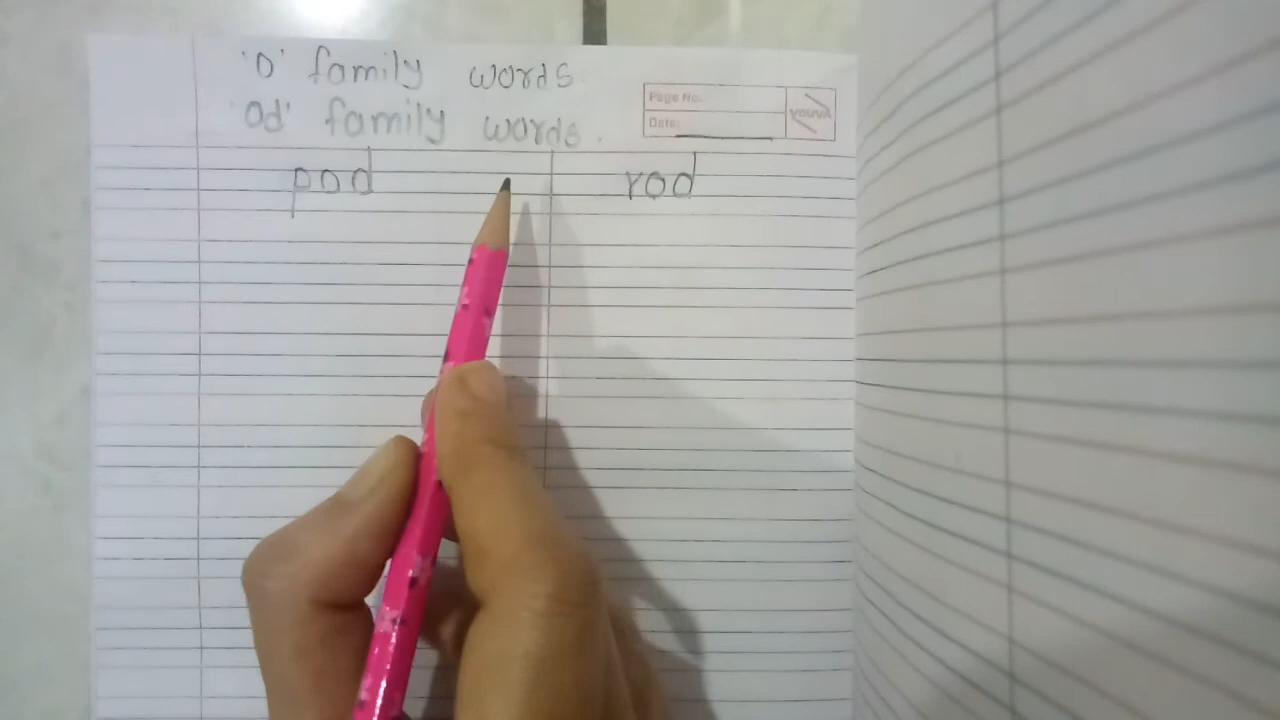 'o' family words
'od' family words.
Page No.
Date:
YOUVA
pod rod